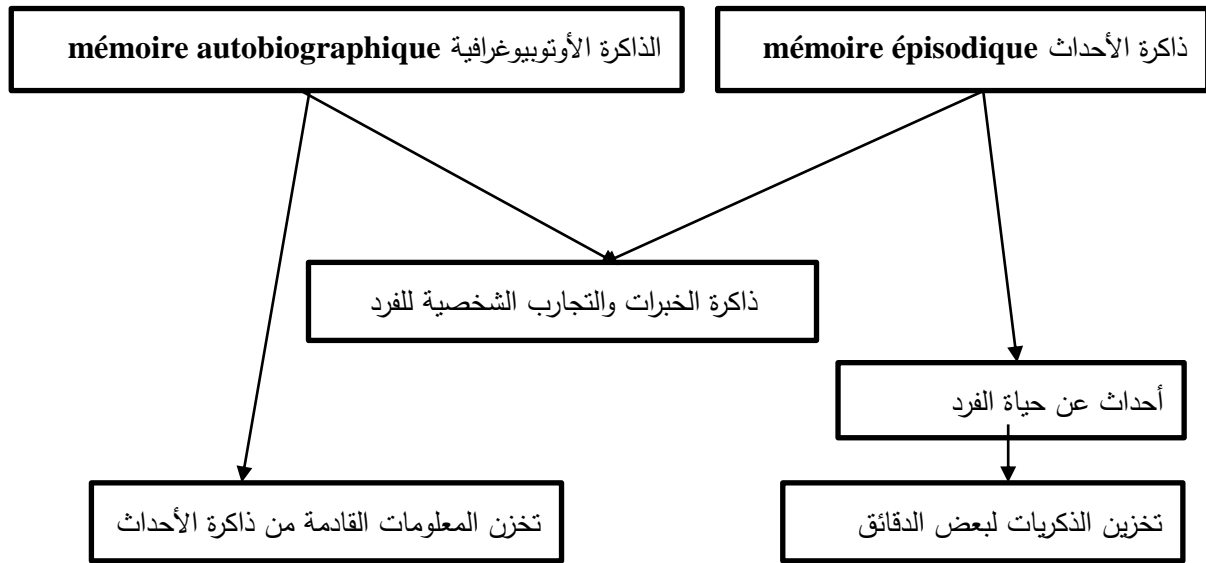 ذاكرة الأحداث mémoire épisodique
الذاكرة الأوتوبيوغرافية mémoire autobiographique
ذاكرة الخبرات والتجارب الشخصية للفرد
أحداث عن حياة الفرد
تخزين الذكريات لبعض الدقائق
تخزن المعلومات القادمة من ذاكرة الأحداث